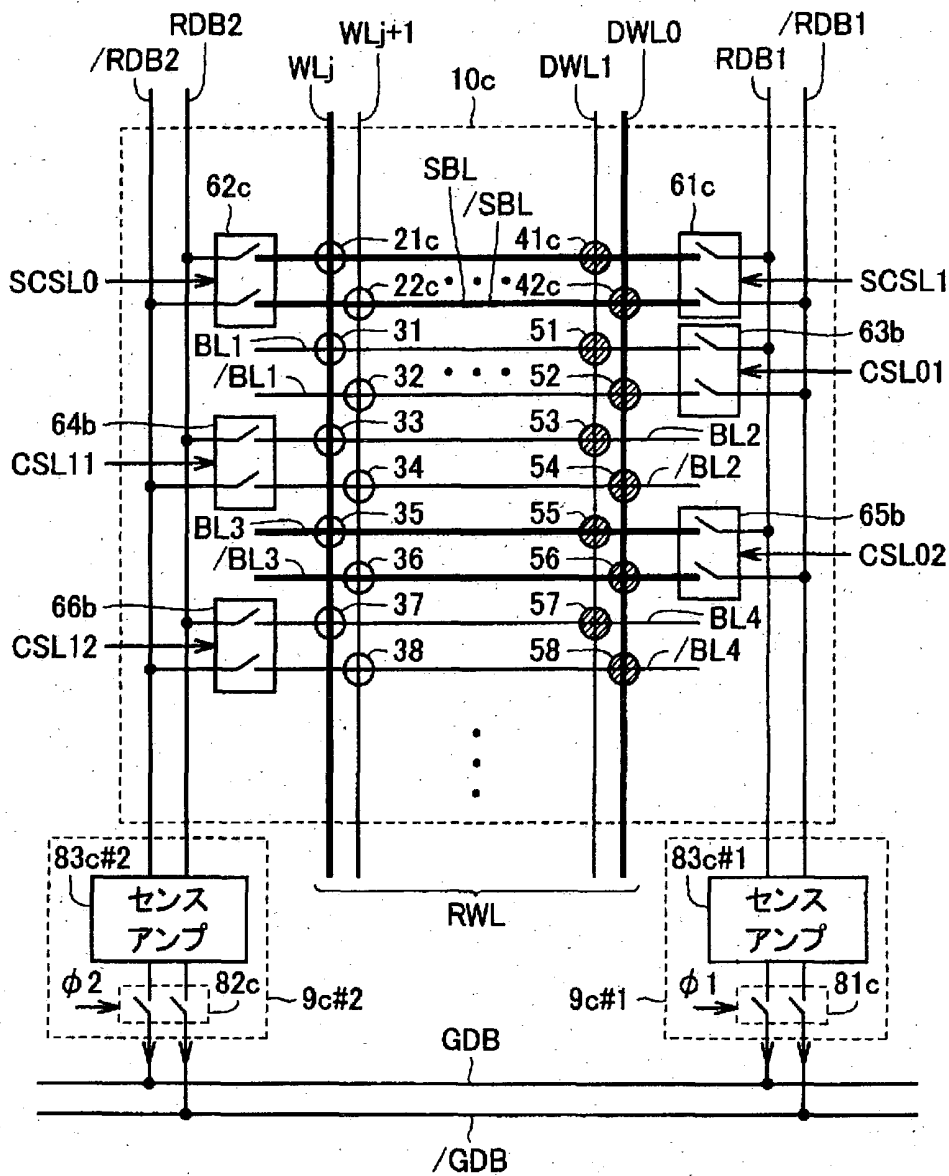 RDB2
/RDB2
WLj+1
WLj
10c
DWL0
DWL1
/RDB1
RDB1
62c
SBL
/SBL
61c
21c
41c
SCSL0
SCSL1
22c
42c
BL1
31
51
63b
/BL1
32
52
CSL01
64b
33
53
BL2
CSL11
34
54
/BL2
BL3
35
55
65b
/BL3
36
56
CSL02
66b
37
57
BL4
CSL12
38
58
/BL4
83c#2
センス
アンプ
RWL
83c#1
センス
アンプ
φ2
82c
9c#2
9c#1
φ1
81c
GDB
/GDB